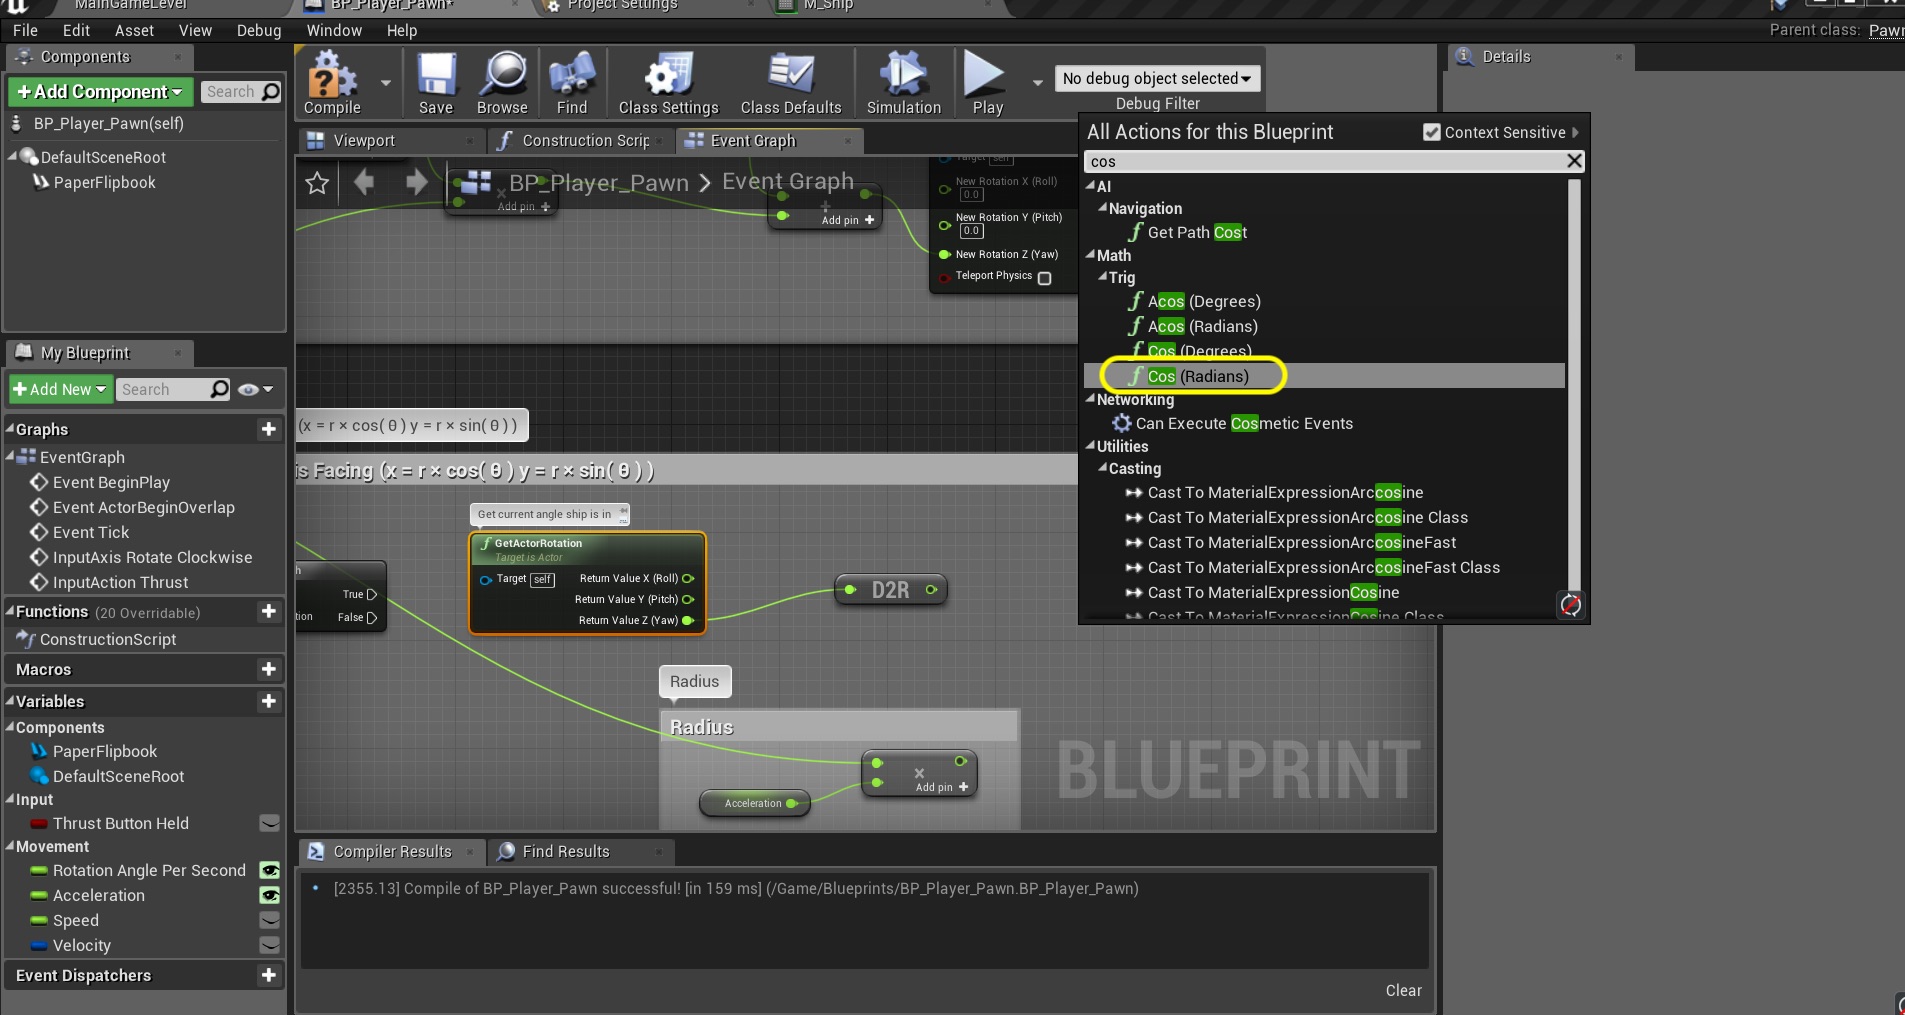 MainGameLevel
BP_Player_Pawn*
Project Settings
M_Ship
File Edit Asset View Debug Window Help
Parent class: Pawn
Components
+Add Component
Search
BP_Player_Pawn(self)
DefaultSceneRoot
PaperFlipbook
Compile
Save
Browse
Find
Class Settings
Class Defaults
Simulation
Play
No debug object selected
Debug Filter
Details
Viewport
Construction Scrip
Event Graph
BP_Player_Pawn > Event Graph
Add pin +
Add pin +
Target self
New Rotation X (Roll)
0.0
New Rotation Y (Pitch)
0.0
New Rotation Z (Yaw)
Teleport Physics
All Actions for this Blueprint
Context Sensitive
cos
AI
Navigation
Get Path Cost
Math
Trig
Acos (Degrees)
Acos (Radians)
Cos (Degrees)
Cos (Radians)
Networking
Can Execute Cosmetic Events
Utilities
Casting
Cast To MaterialExpressionArccosine
Cast To MaterialExpressionArccosine Class
Cast To MaterialExpressionArccosineFast
Cast To MaterialExpressionArccosineFast Class
Cast To MaterialExpressionCosine
Cast To MaterialExpressionCosine Class
My Blueprint
+Add New
Search
Graphs
EventGraph
Event BeginPlay
Event ActorBeginOverlap
Event Tick
InputAxis Rotate Clockwise
InputAction Thrust
Functions (20 Overridable)
ConstructionScript
Macros
Variables
Components
PaperFlipbook
DefaultSceneRoot
Input
Thrust Button Held
Movement
Rotation Angle Per Second
Acceleration
Speed
Velocity
Event Dispatchers
(x = r × cos( θ ) y = r × sin( θ ) )
is Facing (x = r × cos( θ ) y = r × sin( θ ) )
Get current angle ship is in
GetActorRotation
Target is Actor
Target self
Return Value X (Roll)
Return Value Y (Pitch)
Return Value Z (Yaw)
D2R
h
True
tion
False
Radius
Radius
×
Add pin +
Acceleration
BLUEPRINT
Compiler Results
Find Results
[2355.13] Compile of BP_Player_Pawn successful! [in 159 ms] (/Game/Blueprints/BP_Player_Pawn.BP_Player_Pawn)
Clear